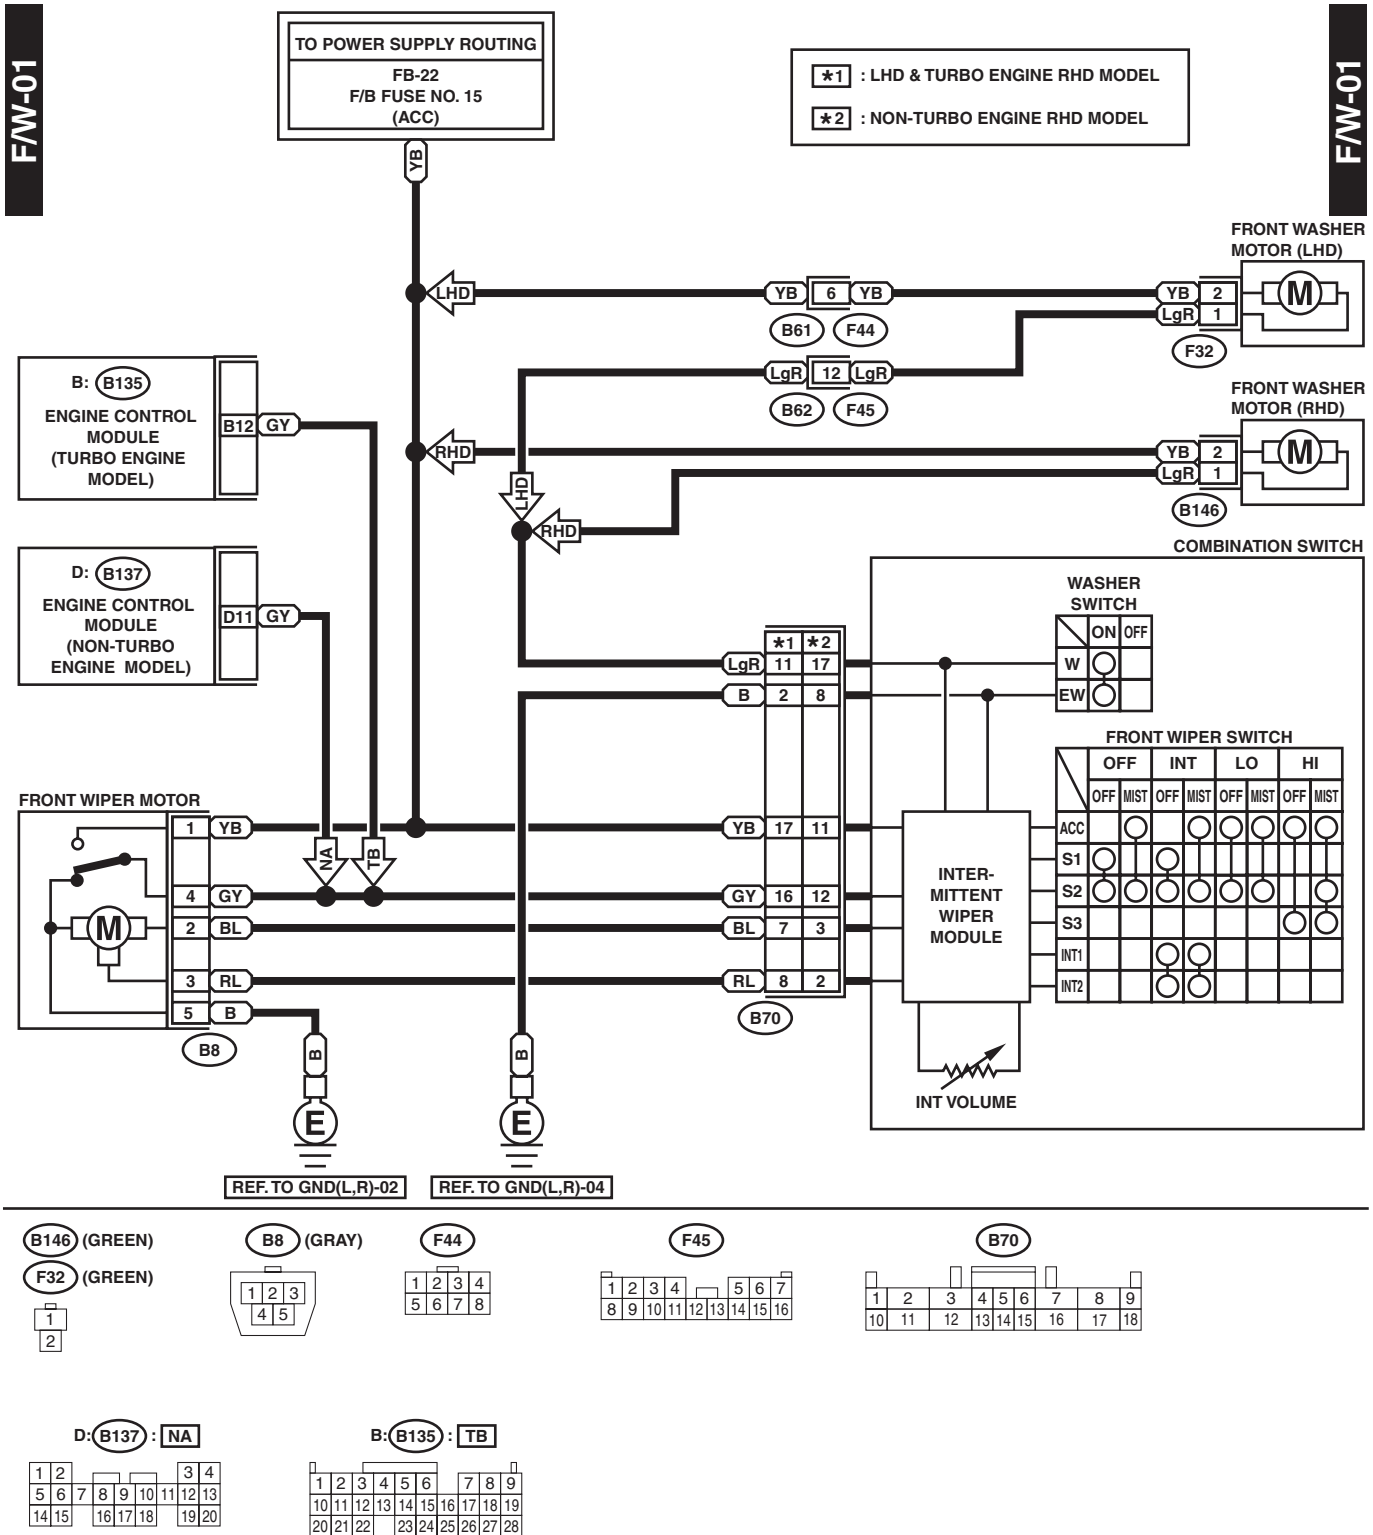 F/W-01
F/W-01
TO POWER SUPPLY ROUTING
FB-22
F/B FUSE NO. 15
(ACC)
YB
*1 : LHD & TURBO ENGINE RHD MODEL
*2 : NON-TURBO ENGINE RHD MODEL
FRONT WASHER
MOTOR (LHD)
LHD
YB 6 YB
YB 2
M
LgR 1
B61 F44
F32
LgR 12 LgR
B62 F45
FRONT WASHER
MOTOR (RHD)
RHD
YB 2
M
LgR 1
B146
LHD
RHD
B: B135
ENGINE CONTROL
MODULE
(TURBO ENGINE
MODEL)
B12 GY
D: B137
ENGINE CONTROL
MODULE
(NON-TURBO
ENGINE MODEL)
D11 GY
COMBINATION SWITCH
WASHER
SWITCH
ON OFF
W
EW
*1 *2
LgR 11 17
B 2 8
YB 17 11
GY 16 12
BL 7 3
RL 8 2
B70
FRONT WIPER SWITCH
OFF INT LO HI
OFF MIST OFF MIST OFF MIST OFF MIST
ACC
S1
S2
S3
INT1
INT2
INTER-
MITTENT
WIPER
MODULE
INT VOLUME
FRONT WIPER MOTOR
1 YB
NA TB
4 GY
M
2 BL
3 RL
5 B
B8
B B
E E
REF. TO GND(L,R)-02 REF. TO GND(L,R)-04
B146 (GREEN)
F32 (GREEN)
1
2
B8 (GRAY)
1 2 3
4 5
F44
1 2 3 4
5 6 7 8
F45
1 2 3 4 5 6 7
8 9 10 11 12 13 14 15 16
B70
1 2 3 4 5 6 7 8 9
10 11 12 13 14 15 16 17 18
D: B137 : NA
1 2 3 4
5 6 7 8 9 10 11 12 13
14 15 16 17 18 19 20
B: B135 : TB
1 2 3 4 5 6 7 8 9
10 11 12 13 14 15 16 17 18 19
20 21 22 23 24 25 26 27 28